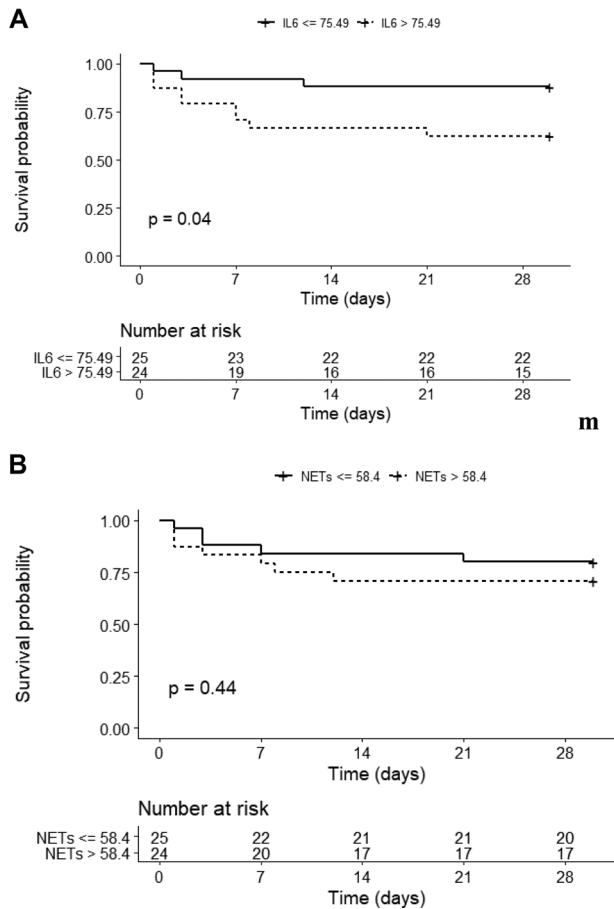 A
IL6 <= 75.49 IL6 > 75.49
Survival probability
1.00
0.75
0.50
0.25
0.00
p = 0.04
0 7 14 21 28
Time (days)
Number at risk
IL6 <= 75.49 25 23 22 22 22
IL6 > 75.49 24 19 16 16 15
0 7 14 21 28
Time (days)
m
B
NETs <= 58.4 NETs > 58.4
Survival probability
1.00
0.75
0.50
0.25
0.00
p = 0.44
0 7 14 21 28
Time (days)
Number at risk
NETs <= 58.4 25 22 21 21 20
NETs > 58.4 24 20 17 17 17
0 7 14 21 28
Time (days)